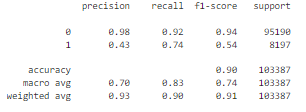 precision recall f1-score support
0 0.98 0.92 0.94 95190
1 0.43 0.74 0.54 8197
accuracy 0.90 103387
macro avg 0.70 0.83 0.74 103387
weighted avg 0.93 0.90 0.91 103387